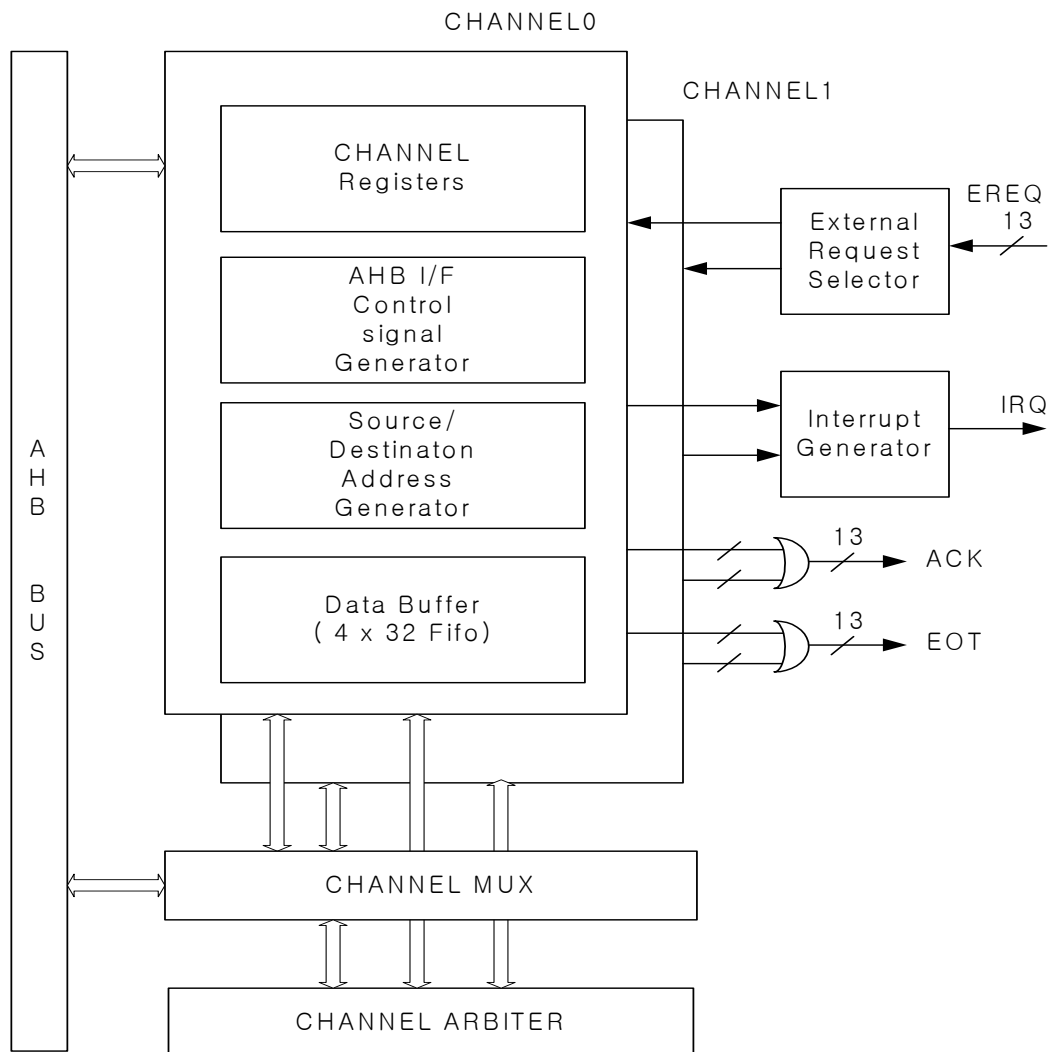 CHANNEL0
CHANNEL1
CHANNEL
Registers
AHB I/F
Control
signal
Generator
Source/
Destinaton
Address
Generator
Data Buffer
( 4 x 32 Fifo)
External
Request
Selector
EREQ
13
Interrupt
Generator
IRQ
13
ACK
13
EOT
A
H
B
B
U
S
CHANNEL MUX
CHANNEL ARBITER